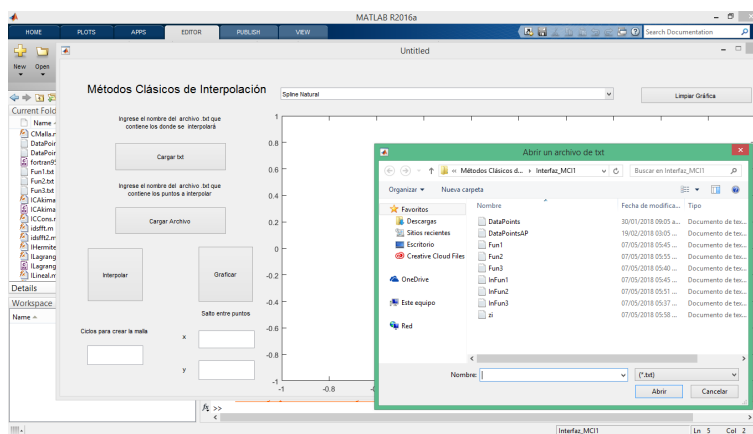 MATLAB R2016a
HOME PLOTS APPS EDITOR PUBLISH VIEW Search Documentation
New Open
Untitled
Current Fold
Name
CMalla.m
DataPoir
DataPoir
fortran95
Fun1.txt
Fun2.txt
Fun3.txt
ICAkima
ICAkima
ICCons.r
idsfft.m
idsfft2.m
IHermite
ILagrang
ILagrang
ILineal.m
Details
Workspace
Name
Métodos Clásicos de Interpolación
Spline Natural
Limpiar Gráfica
Ingrese el nombre del archivo .txt que
contiene los donde se interpolará
Cargar txt
Ingrese el nombre del archivo .txt que
contiene los puntos a interpolar
Cargar Archivo
Interpolar Graficar
Salto entre puntos
Ciclos para crear la malla
x
y
1
0.8
0.6
0.4
0.2
0
-0.2
-0.4
-0.6
-0.8
-1
-1 -0.8
Abrir un archivo de txt
« Métodos Clásicos d... › Interfaz_MCI1 Buscar en Interfaz_MCI1
Organizar Nueva carpeta
Favoritos
Descargas
Sitios recientes
Escritorio
Creative Cloud Files
OneDrive
Este equipo
Red
Nombre Fecha de modifica... Tipo
DataPoints 30/01/2018 09:05 a... Documento de tex...
DataPointsAP 19/02/2018 03:05 ... Documento de tex...
Fun1 07/05/2018 05:45 ... Documento de tex...
Fun2 07/05/2018 05:55 ... Documento de tex...
Fun3 07/05/2018 05:40 ... Documento de tex...
InFun1 07/05/2018 05:45 ... Documento de tex...
InFun2 07/05/2018 05:51 ... Documento de tex...
InFun3 07/05/2018 05:37 ... Documento de tex...
zi 07/05/2018 05:58 ... Documento de tex...
Nombre: (*.txt)
Abrir Cancelar
fx >>
Interfaz_MCI1 Ln 5 Col 2